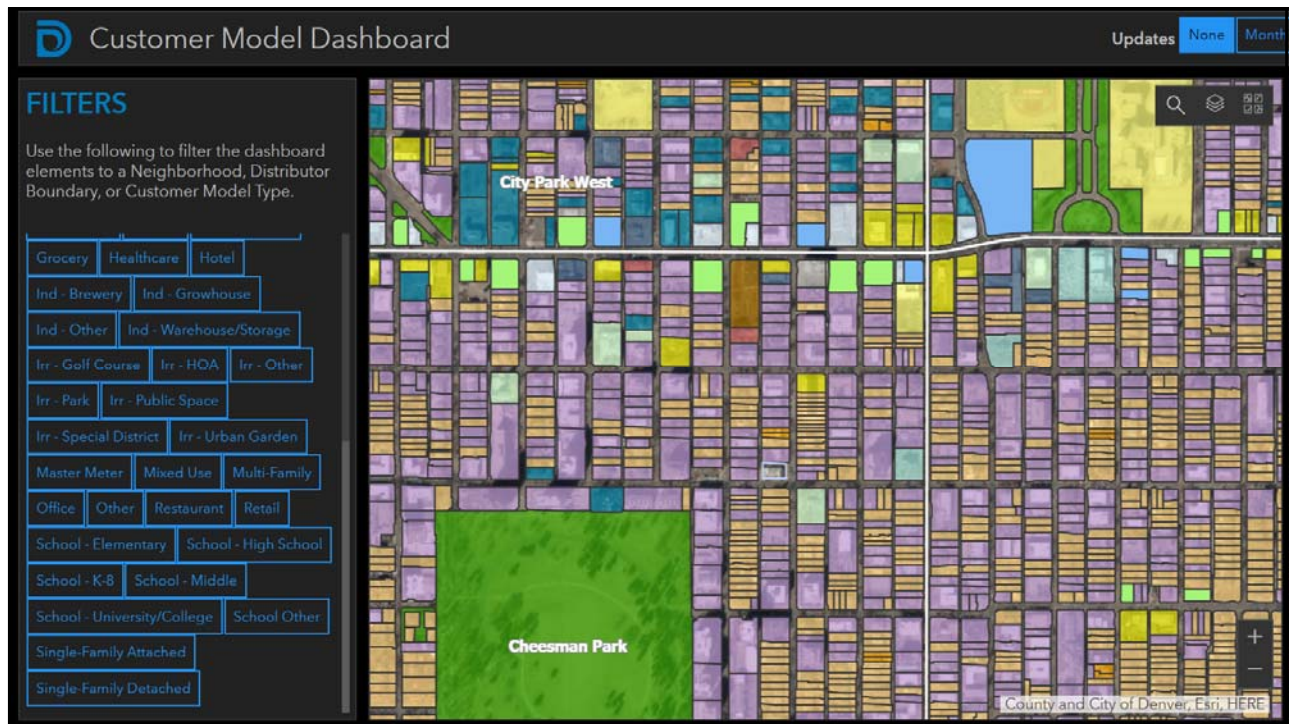 Customer Model Dashboard
Updates None Month
FILTERS
Use the following to filter the dashboard
elements to a Neighborhood, Distributor
Boundary, or Customer Model Type.
Grocery Healthcare Hotel
Ind - Brewery Ind - Growhouse
Ind - Other Ind - Warehouse/Storage
Irr - Golf Course Irr - HOA Irr - Other
Irr - Park Irr - Public Space
Irr - Special District Irr - Urban Garden
Master Meter Mixed Use Multi-Family
Office Other Restaurant Retail
School - Elementary School - High School
School - K-8 School - Middle
School - University/College School Other
Single-Family Attached
Single-Family Detached
City Park West
Cheesman Park
+
−
County and City of Denver, Esri, HERE